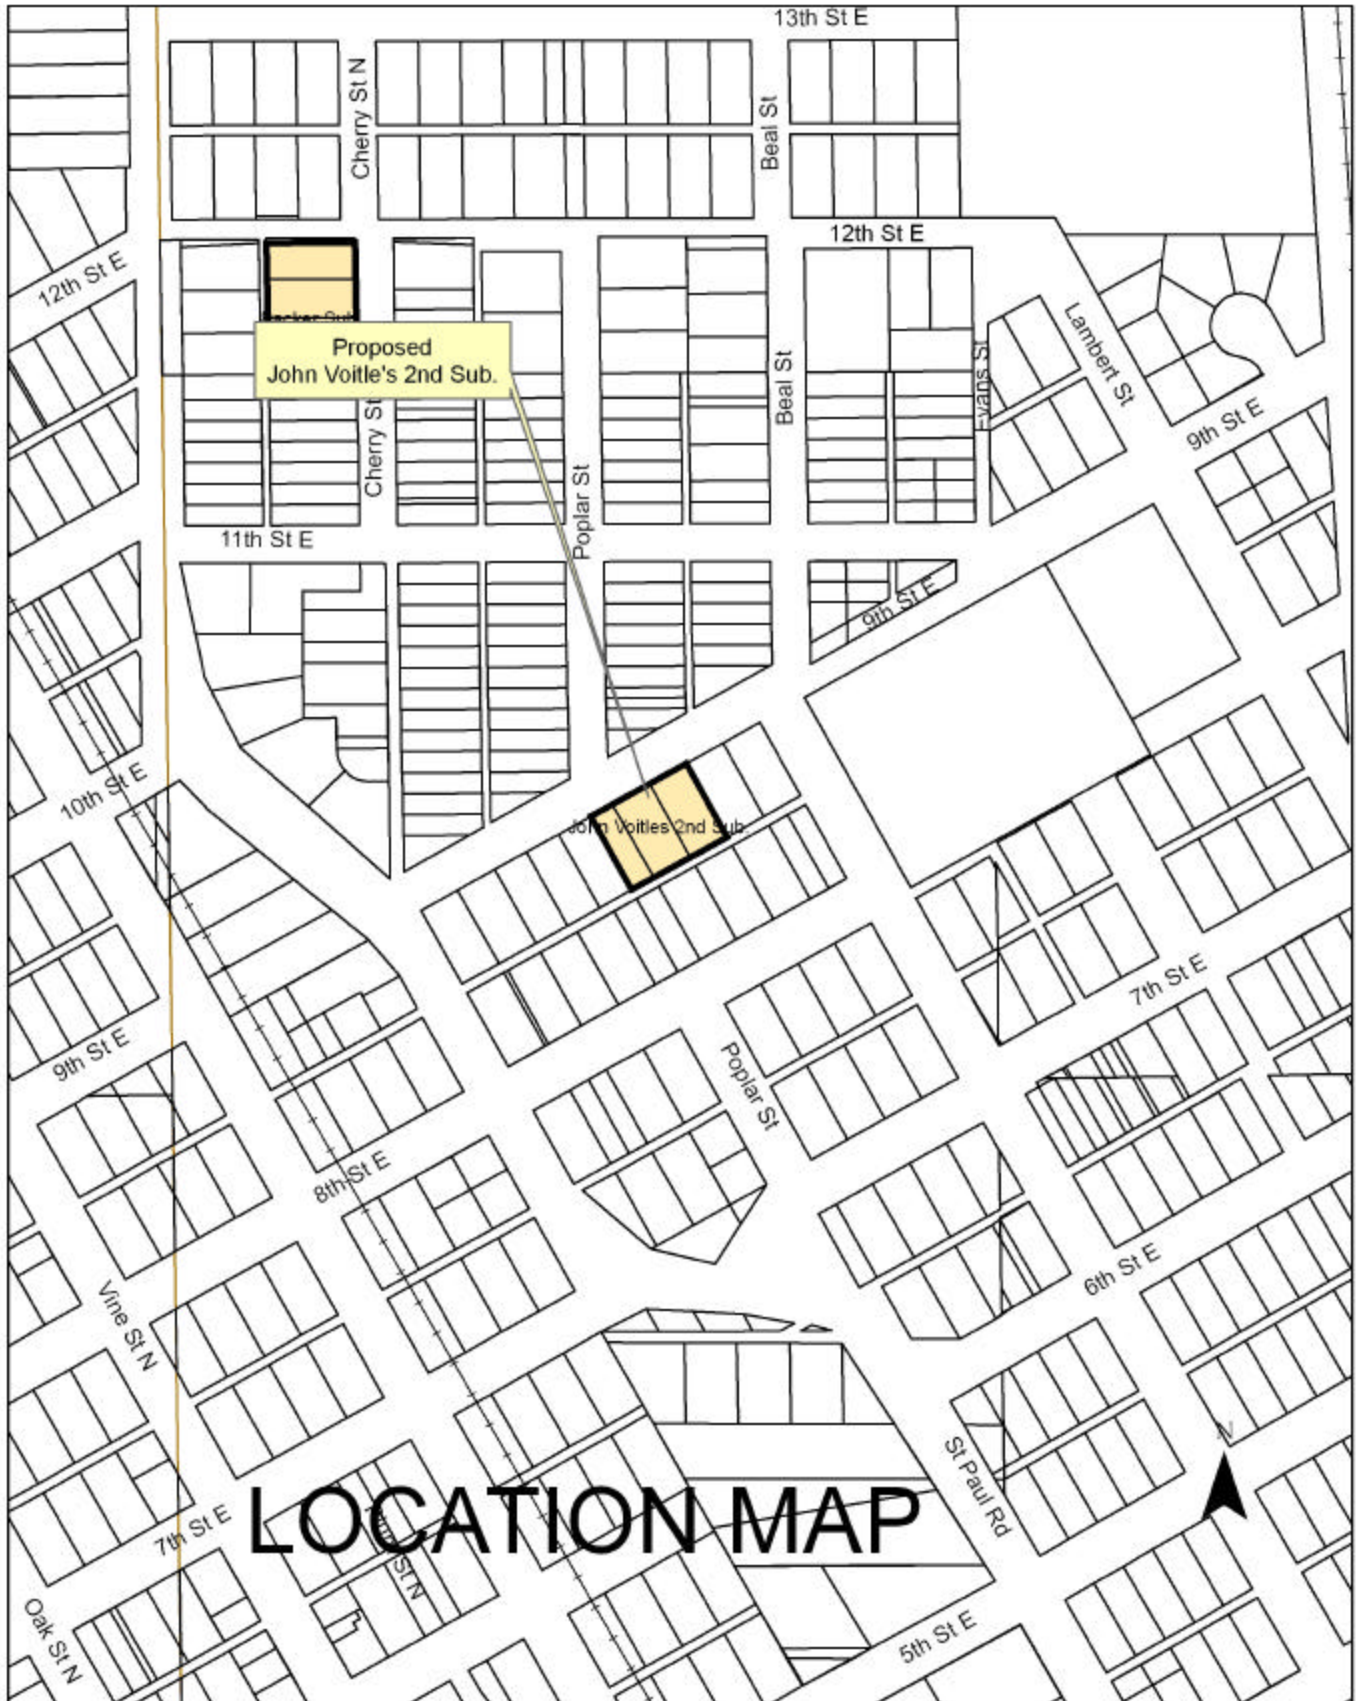 13th St E
Cherry St N
Beal St
12th St E
12th St E
Lambert St
Proposed
John Voitle's 2nd Sub.
Beal St
Evans St
Cherry St
9th St E
Poplar St
11th St E
9th St E
10th St E
John Voitles 2nd Sub.
7th St E
9th St E
Poplar St
8th St E
6th St E
Vine St N
N
St Paul Rd
LOCATION MAP
7th St E
St N
Oak St N
5th St E